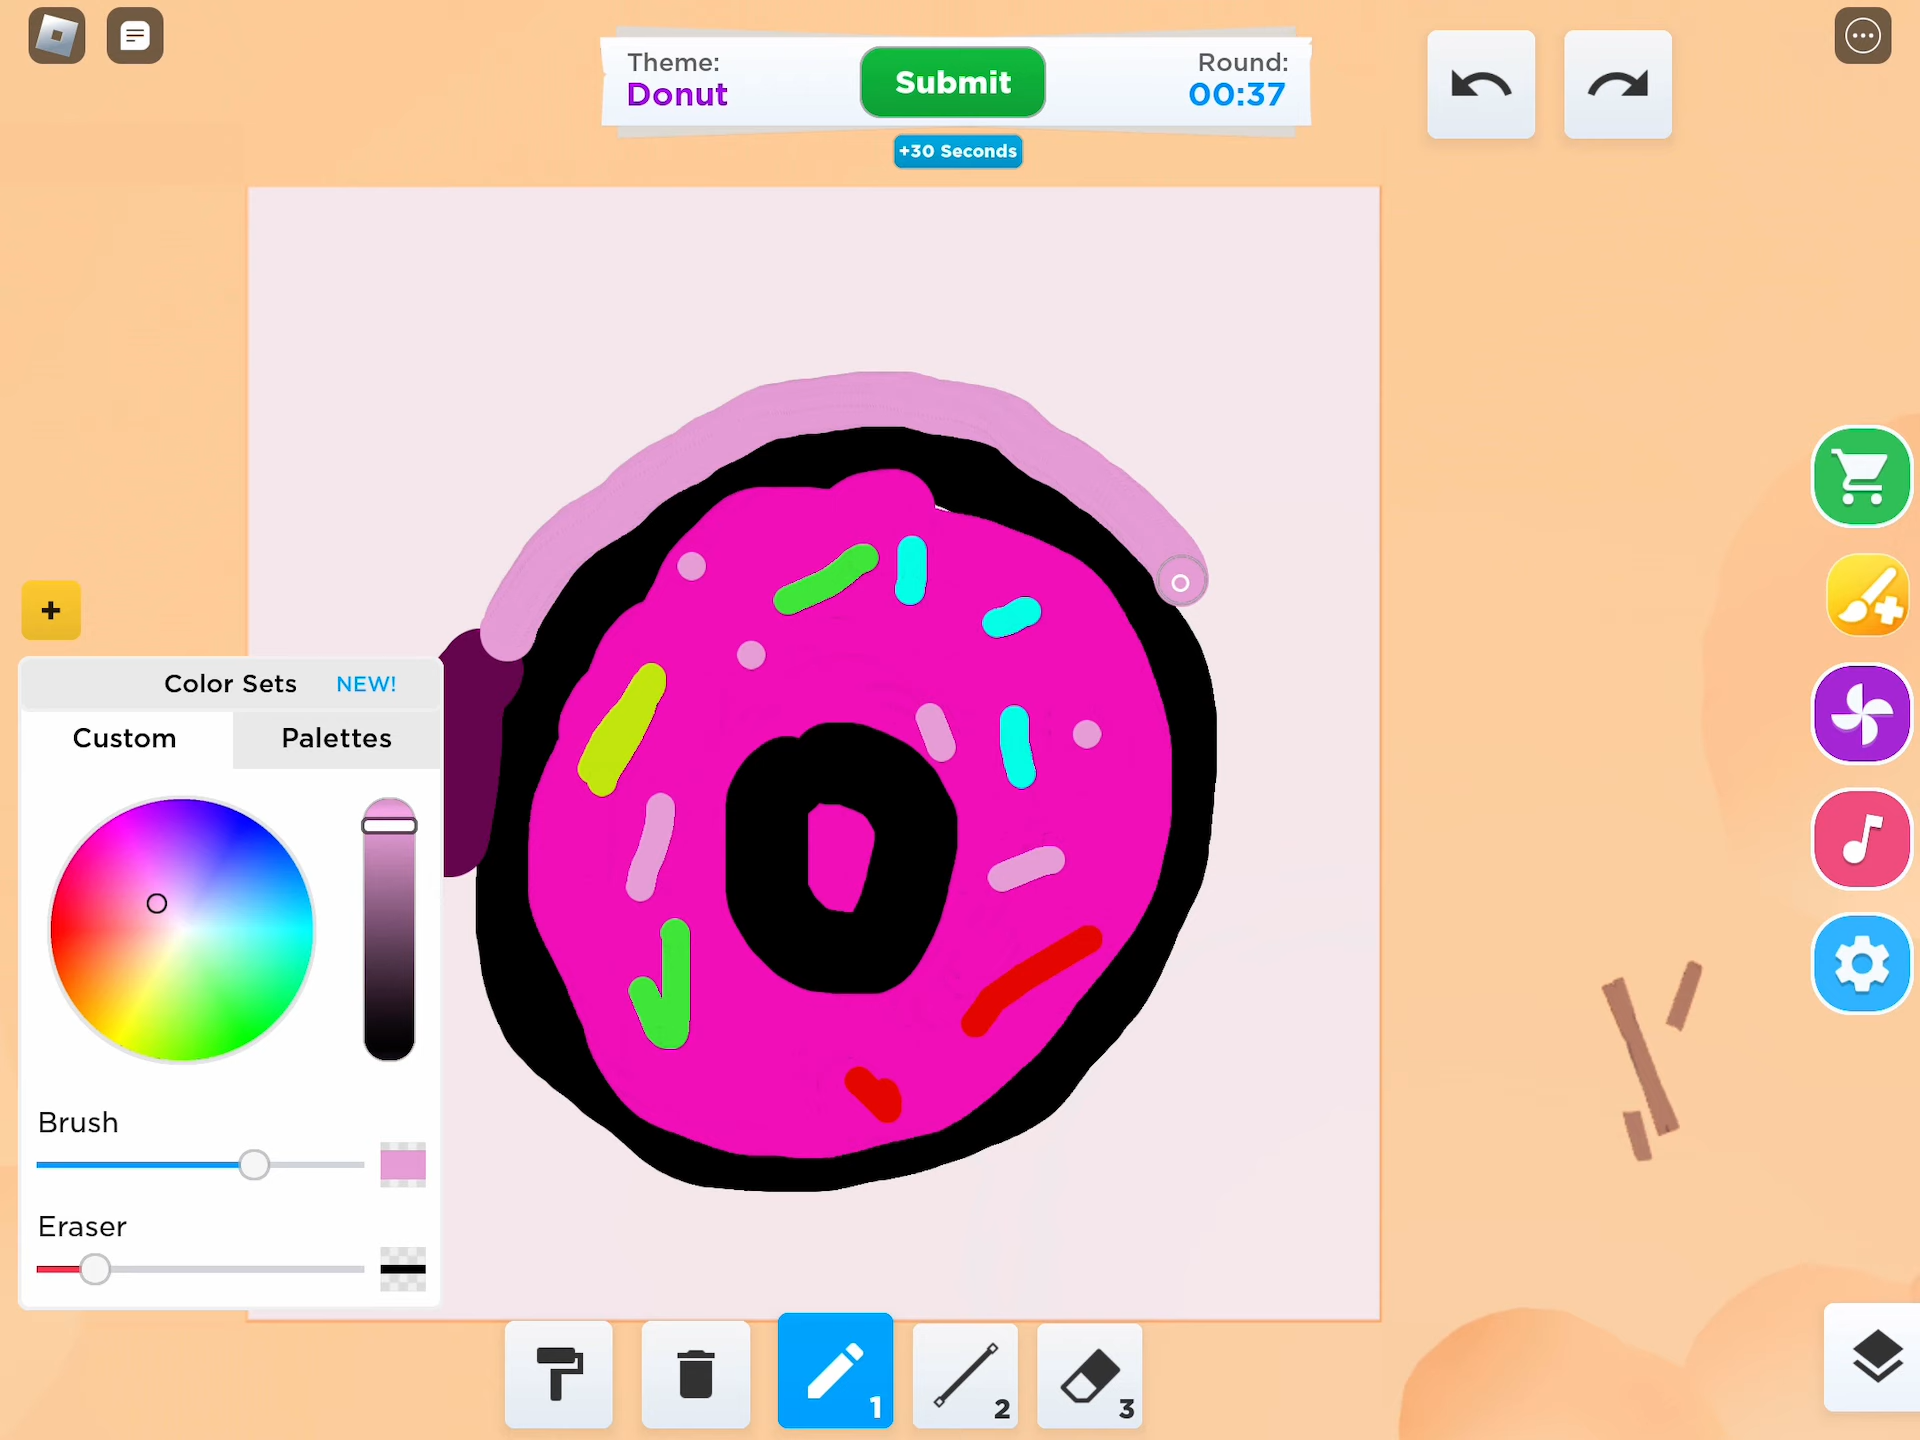 Theme:
Donut
Submit
Round:
00:37
+30 Seconds
+
Color Sets
NEW!
Custom
Palettes
Brush
Eraser
1
2
3